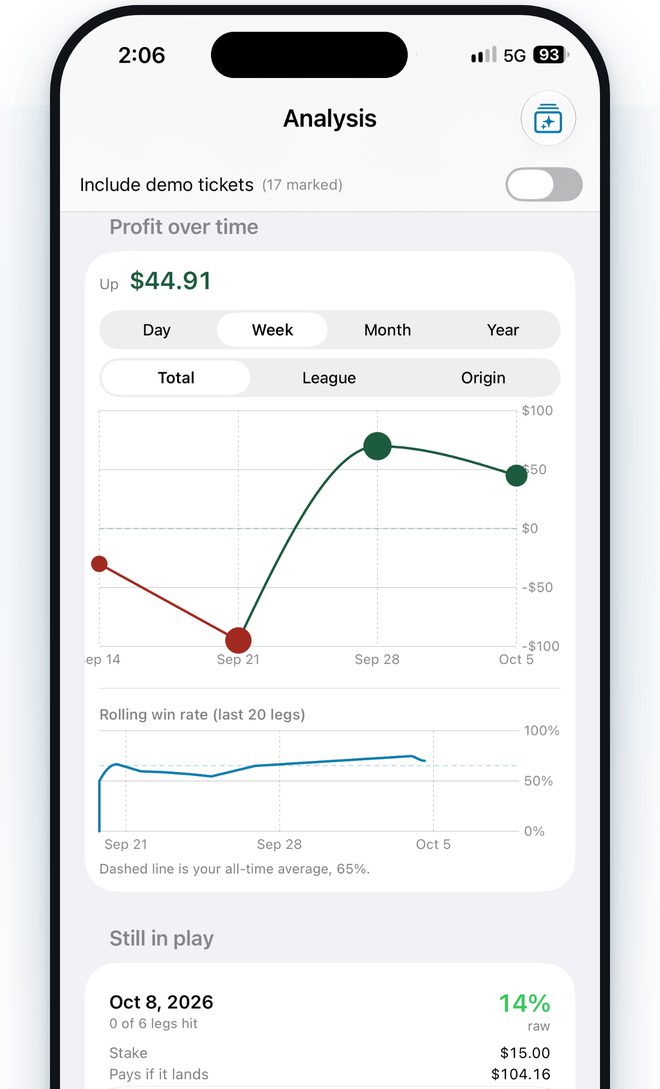 2:06
5G 93
Analysis
Include demo tickets (17 marked)
Profit over time
Up $44.91
Day Week Month Year
Total League Origin
$100
$50
$0
-$50
-$100
ep 14 Sep 21 Sep 28 Oct 5
Rolling win rate (last 20 legs)
100%
50%
0%
Sep 21 Sep 28 Oct 5
Dashed line is your all-time average, 65%.
Still in play
Oct 8, 2026 14%
0 of 6 legs hit raw
Stake $15.00
Pays if it lands $104.16